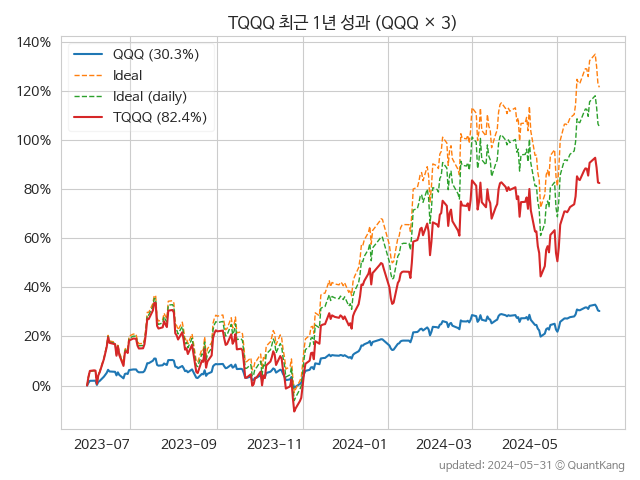 TQQQ 최근 1년 성과 (QQQ × 3)
140%
120%
100%
80%
60%
40%
20%
0%
QQQ (30.3%)
Ideal
Ideal (daily)
TQQQ (82.4%)
2023-07 2023-09 2023-11 2024-01 2024-03 2024-05
updated: 2024-05-31 © QuantKang